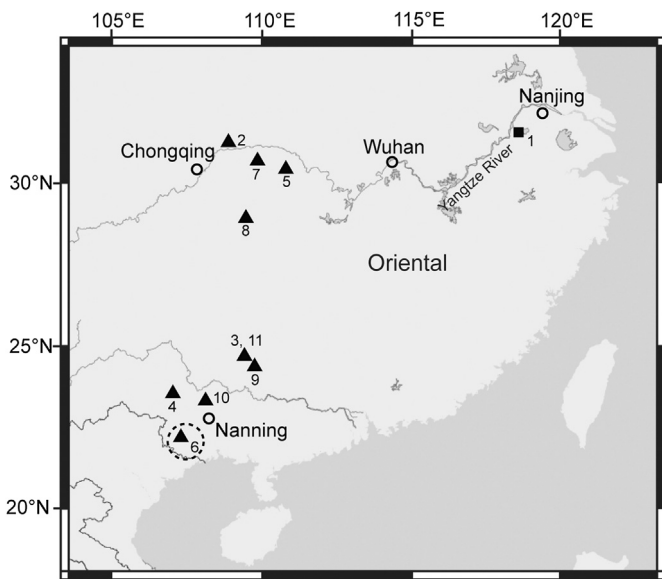 105°E 110°E 115°E 120°E
Nanjing
1
2
Chongqing
Wuhan
7
5
30°N
Yangtze River
8
Oriental
25°N
3, 11
9
4
10
Nanning
6
20°N